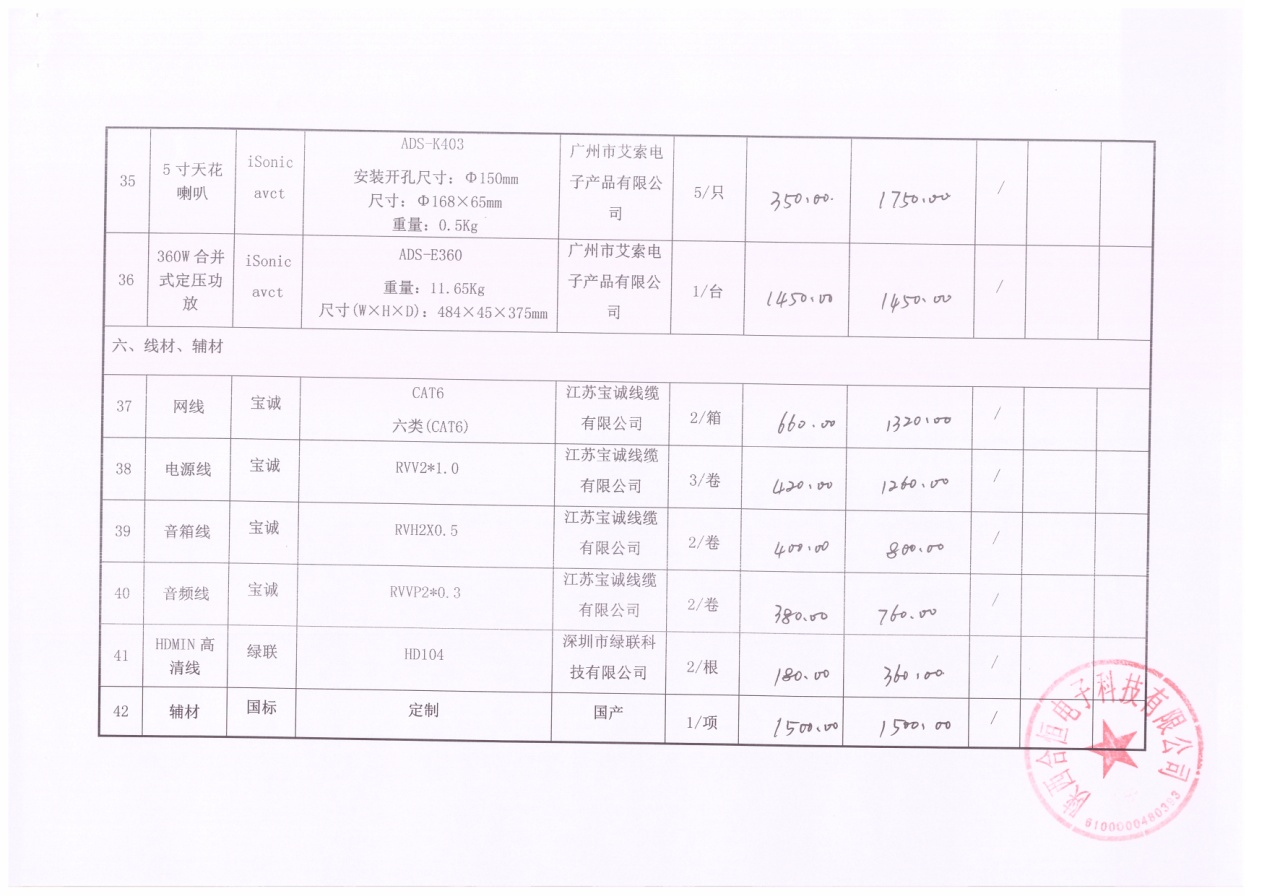 35
5寸天花
喇叭
iSonic
avct
ADS-K403
安装开孔尺寸：Φ150mm
尺寸：Φ168×65mm
重量：0.5Kg
广州市艾索电
子产品有限公
司
5/只
350.00
1750.00
/
36
360W合并
式定压功
放
iSonic
avct
ADS-E360
重量：11.65Kg
尺寸(W×H×D)：484×45×375mm
广州市艾索电
子产品有限公
司
1/台
1450.00
1450.00
/
六、线材、辅材
37
网线
宝诚
CAT6
六类(CAT6)
江苏宝诚线缆
有限公司
2/箱
660.00
1320.00
/
38
电源线
宝诚
RVV2*1.0
江苏宝诚线缆
有限公司
3/卷
420.00
1260.00
/
39
音箱线
宝诚
RVH2X0.5
江苏宝诚线缆
有限公司
2/卷
400.00
800.00
/
40
音频线
宝诚
RVVP2*0.3
江苏宝诚线缆
有限公司
2/卷
380.00
760.00
/
41
HDMIN高
清线
绿联
HD104
深圳市绿联科
技有限公司
2/根
180.00
360.00
/
42
辅材
国标
定制
国产
1/项
1500.00
1500.00
/
陕西合恒电子科技有限公司
6100000480393